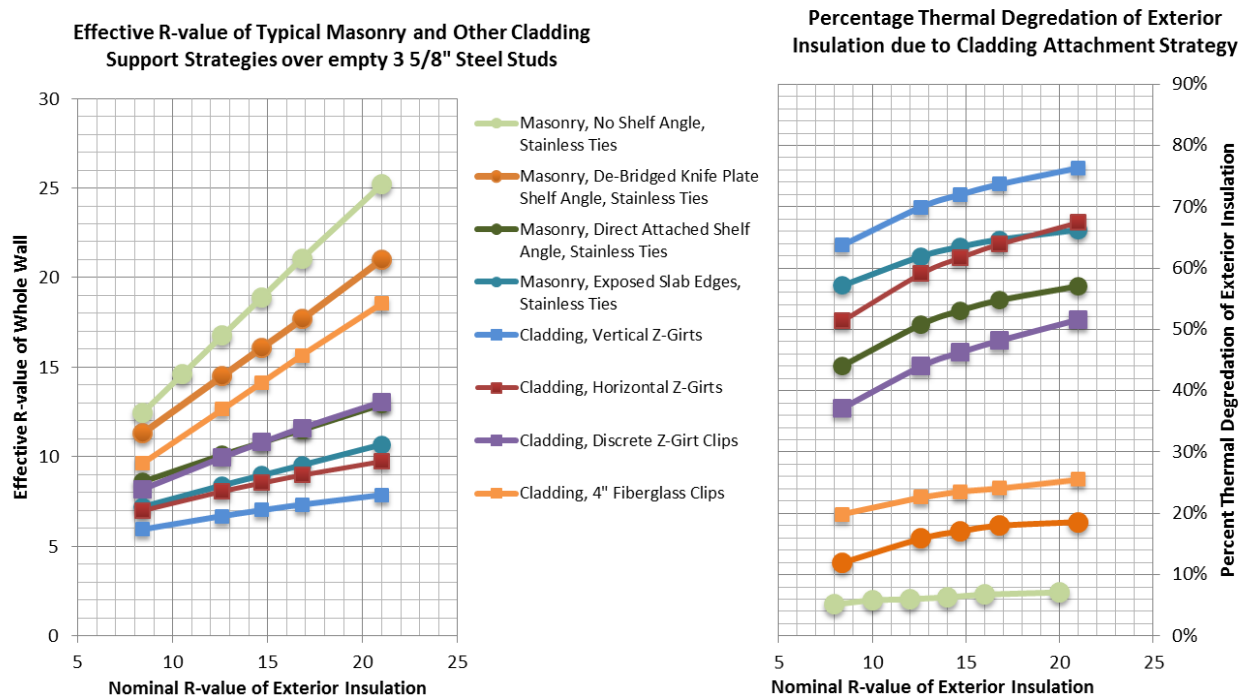 Effective R-value of Typical Masonry and Other Cladding
Support Strategies over empty 3 5/8" Steel Studs
Effective R-value of Whole Wall
30
25
20
15
10
5
0
5
10
15
20
25
Nominal R-value of Exterior Insulation
Masonry, No Shelf Angle,
Stainless Ties
Masonry, De-Bridged Knife Plate
Shelf Angle, Stainless Ties
Masonry, Direct Attached Shelf
Angle, Stainless Ties
Masonry, Exposed Slab Edges,
Stainless Ties
Cladding, Vertical Z-Girts
Cladding, Horizontal Z-Girts
Cladding, Discrete Z-Girt Clips
Cladding, 4" Fiberglass Clips
Percentage Thermal Degredation of Exterior
Insulation due to Cladding Attachment Strategy
90%
80%
70%
60%
50%
40%
30%
20%
10%
0%
Percent Thermal Degredation of Exterior Insulation
5
10
15
20
25
Nominal R-value of Exterior Insulation